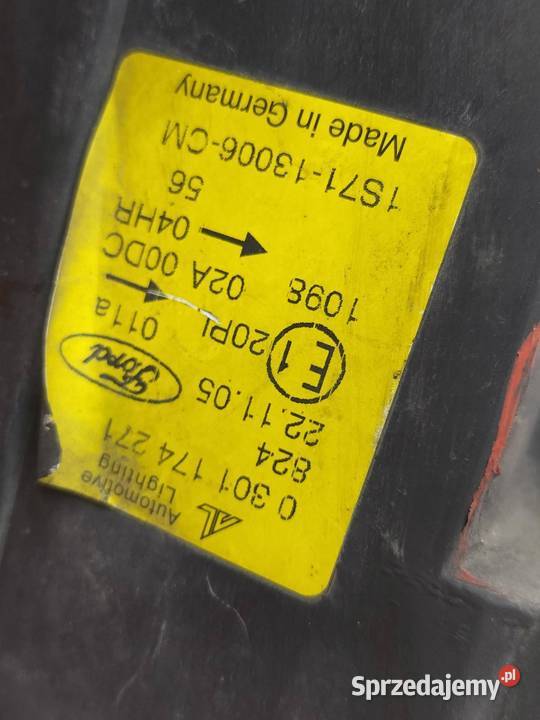 Automotive
Lighting
0 301 174 271
824
22.11.05
Ford
E1
20PL 011a
02A 00DC
1098 04HR
56
1S71-13006-CM
Made in Germany
Sprzedajemy.pl